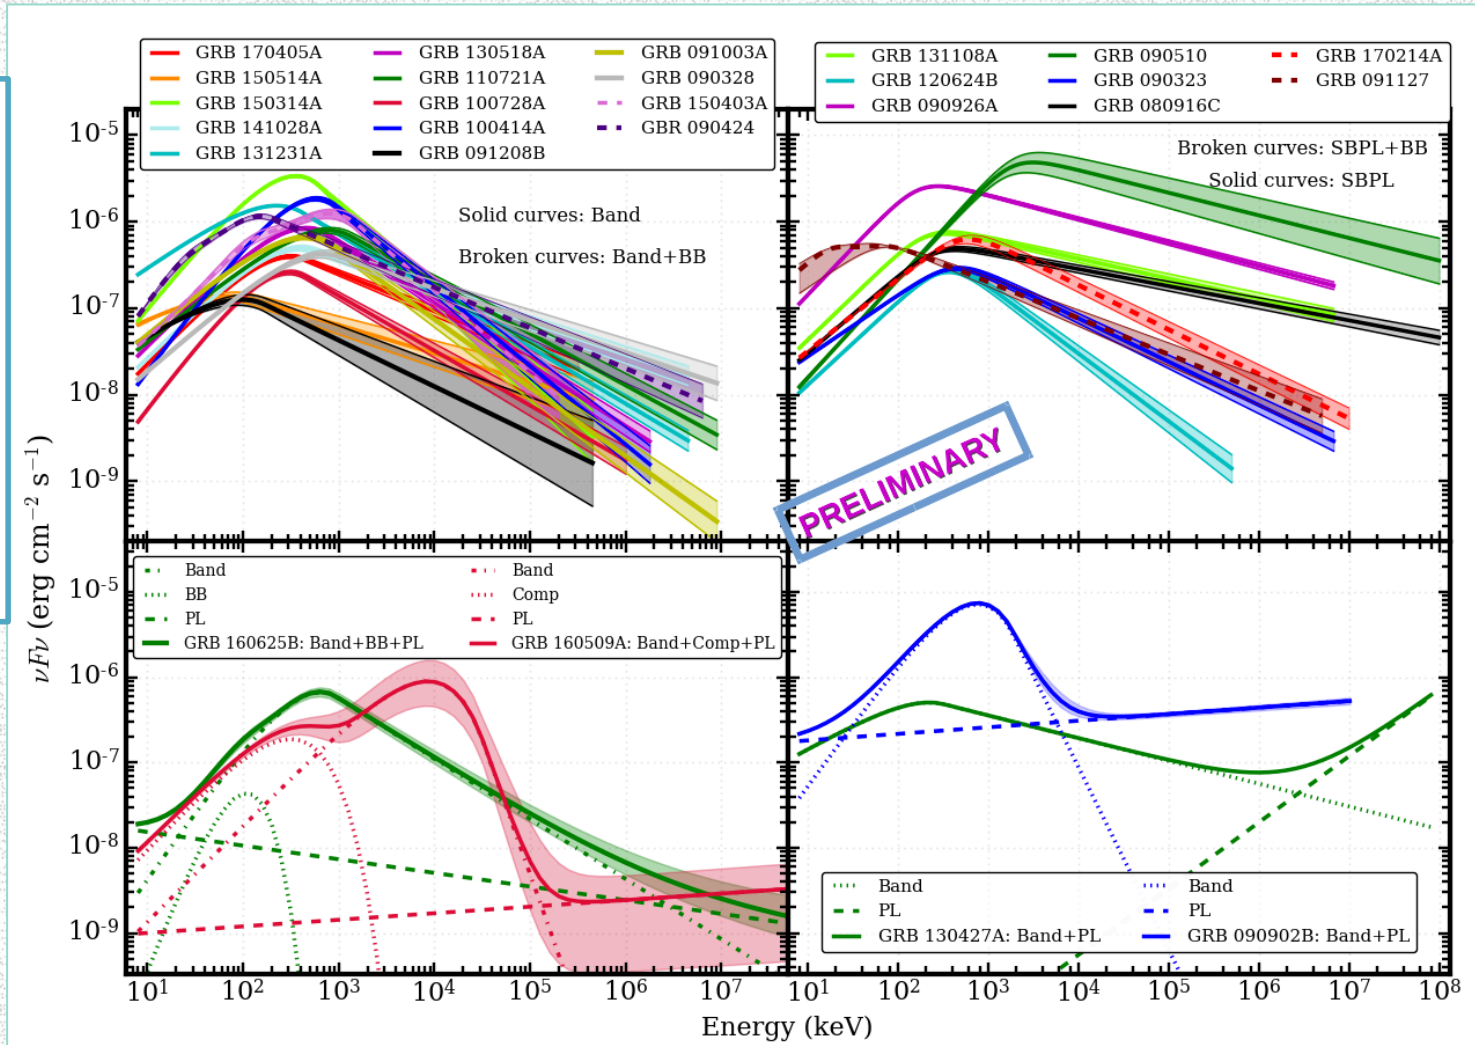 GRB 170405A
GRB 150514A
GRB 150314A
GRB 141028A
GRB 131231A
GRB 130518A
GRB 110721A
GRB 100728A
GRB 100414A
GRB 091208B
GRB 091003A
GRB 090328
GRB 150403A
GBR 090424
GRB 131108A
GRB 120624B
GRB 090926A
GRB 090510
GRB 090323
GRB 080916C
GRB 170214A
GRB 091127
Solid curves: Band
Broken curves: Band+BB
Broken curves: SBPL+BB
Solid curves: SBPL
10⁻⁵
10⁻⁶
10⁻⁷
10⁻⁸
10⁻⁹
PRELIMINARY
Band
BB
PL
GRB 160625B: Band+BB+PL
Band
Comp
PL
GRB 160509A: Band+Comp+PL
10⁻⁵
10⁻⁶
10⁻⁷
10⁻⁸
10⁻⁹
Band
PL
GRB 130427A: Band+PL
Band
PL
GRB 090902B: Band+PL
νFν (erg cm⁻² s⁻¹)
10¹ 10² 10³ 10⁴ 10⁵ 10⁶ 10⁷
10¹ 10² 10³ 10⁴ 10⁵ 10⁶ 10⁷ 10⁸
Energy (keV)